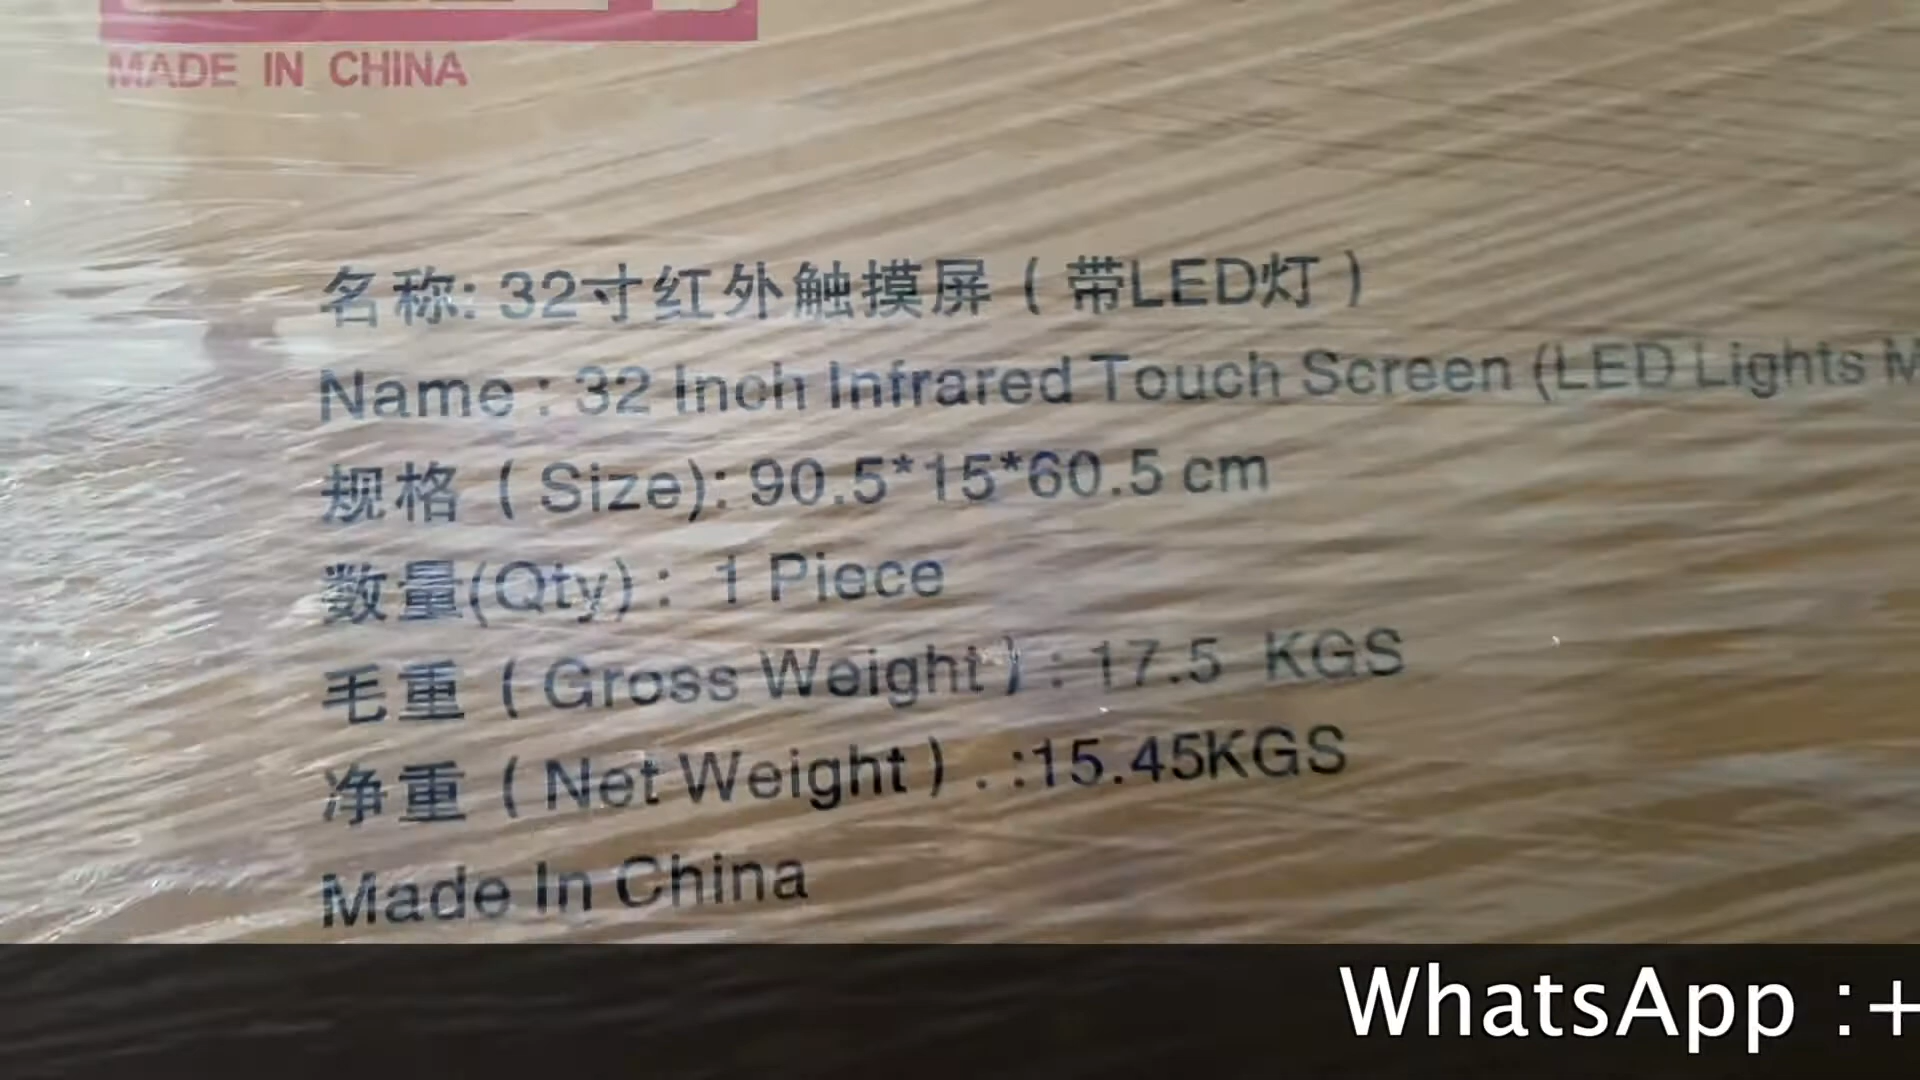 MADE IN CHINA
名称: 32寸红外触摸屏 ( 带LED灯 )
Name : 32 Inch Infrared Touch Screen (LED Lights M
规格 ( Size): 90.5*15*60.5 cm
数量(Qty) : 1 Piece
毛重 ( Gross Weight ) : 17.5 KGS
净重 ( Net Weight ) . :15.45KGS
Made In China
WhatsApp :+